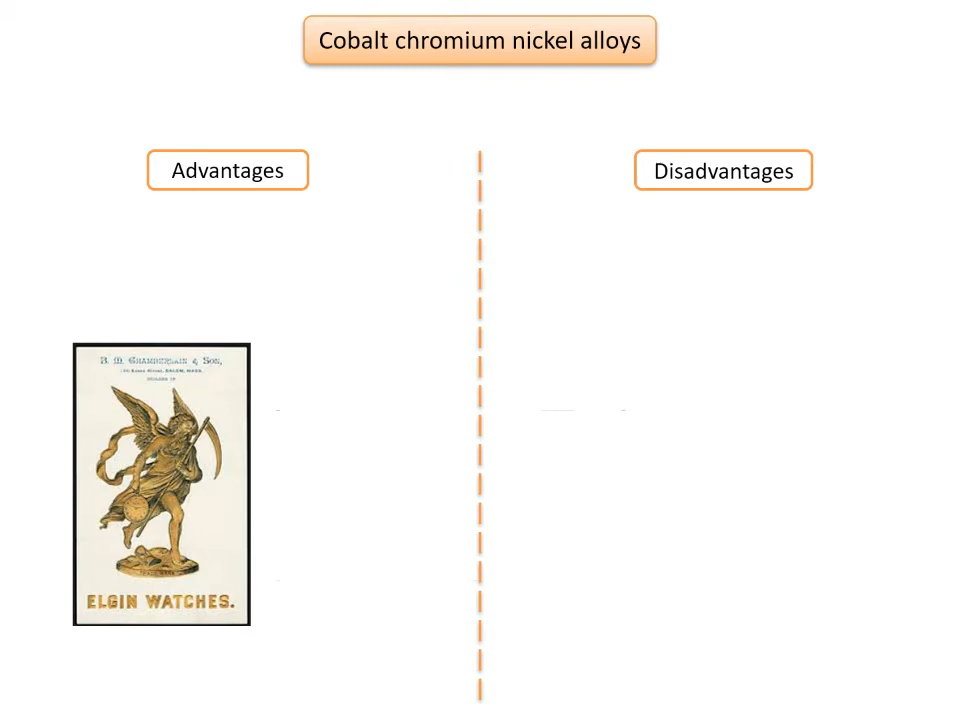 Cobalt chromium nickel alloys
Advantages
Disadvantages
B. M. Chamberlain & Son,
ELGIN WATCHES.